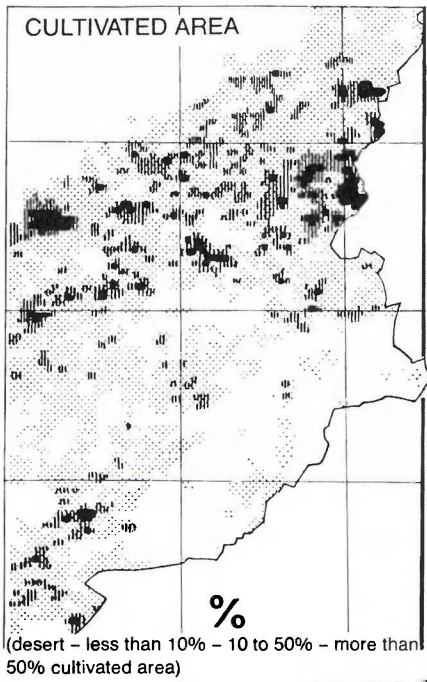 CULTIVATED AREA
%
(desert – less than 10% – 10 to 50% – more than
50% cultivated area)